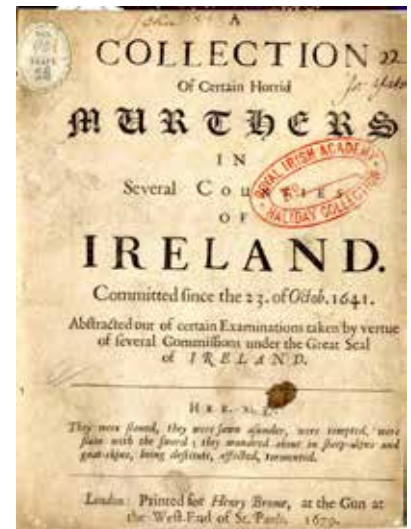 A
COLLECTION 22
Of Certain Horrid
MURTHERS
IN
Several Counties
OF
IRELAND.
ROYAL IRISH ACADEMY
HALIDAY COLLECTION
Committed since the 23. of Octob. 1641.
Abstracted out of certain Examinations taken by vertue
of several Commissions under the Great Seal
of IRELAND.
HEB.
They were stoned, they were sawn asunder, were tempted, were
slain with the sword; they wandred about in sheep-skins and
goat-skins, being destitute, afflicted, tormented.
London: Printed for Henry Brome, at the Gun at
the West-End of St. Pauls. 1679.